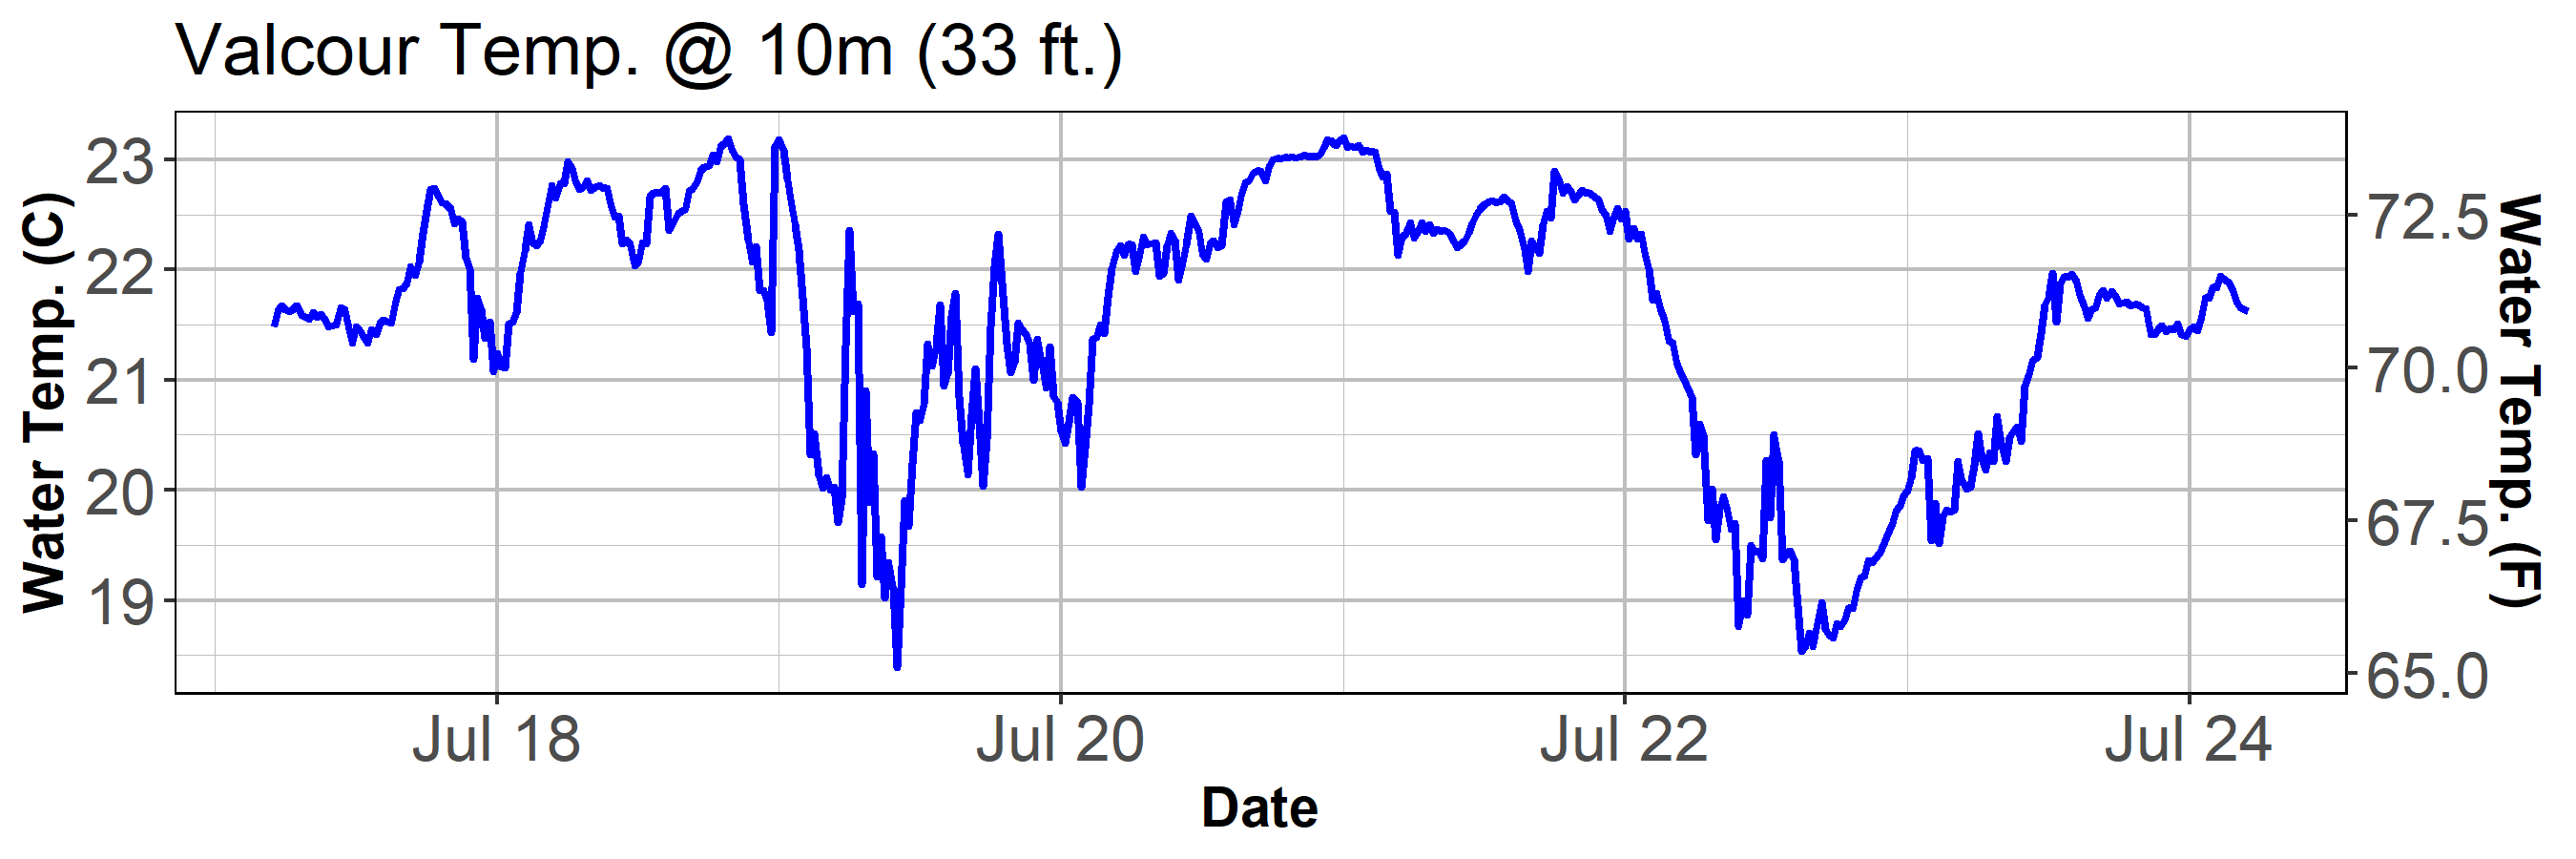 Valcour Temp. @ 10m (33 ft.)
Water Temp. (C)
23
22
21
20
19
72.5
70.0
67.5
65.0
Water Temp. (F)
Jul 18 Jul 20 Jul 22 Jul 24
Date